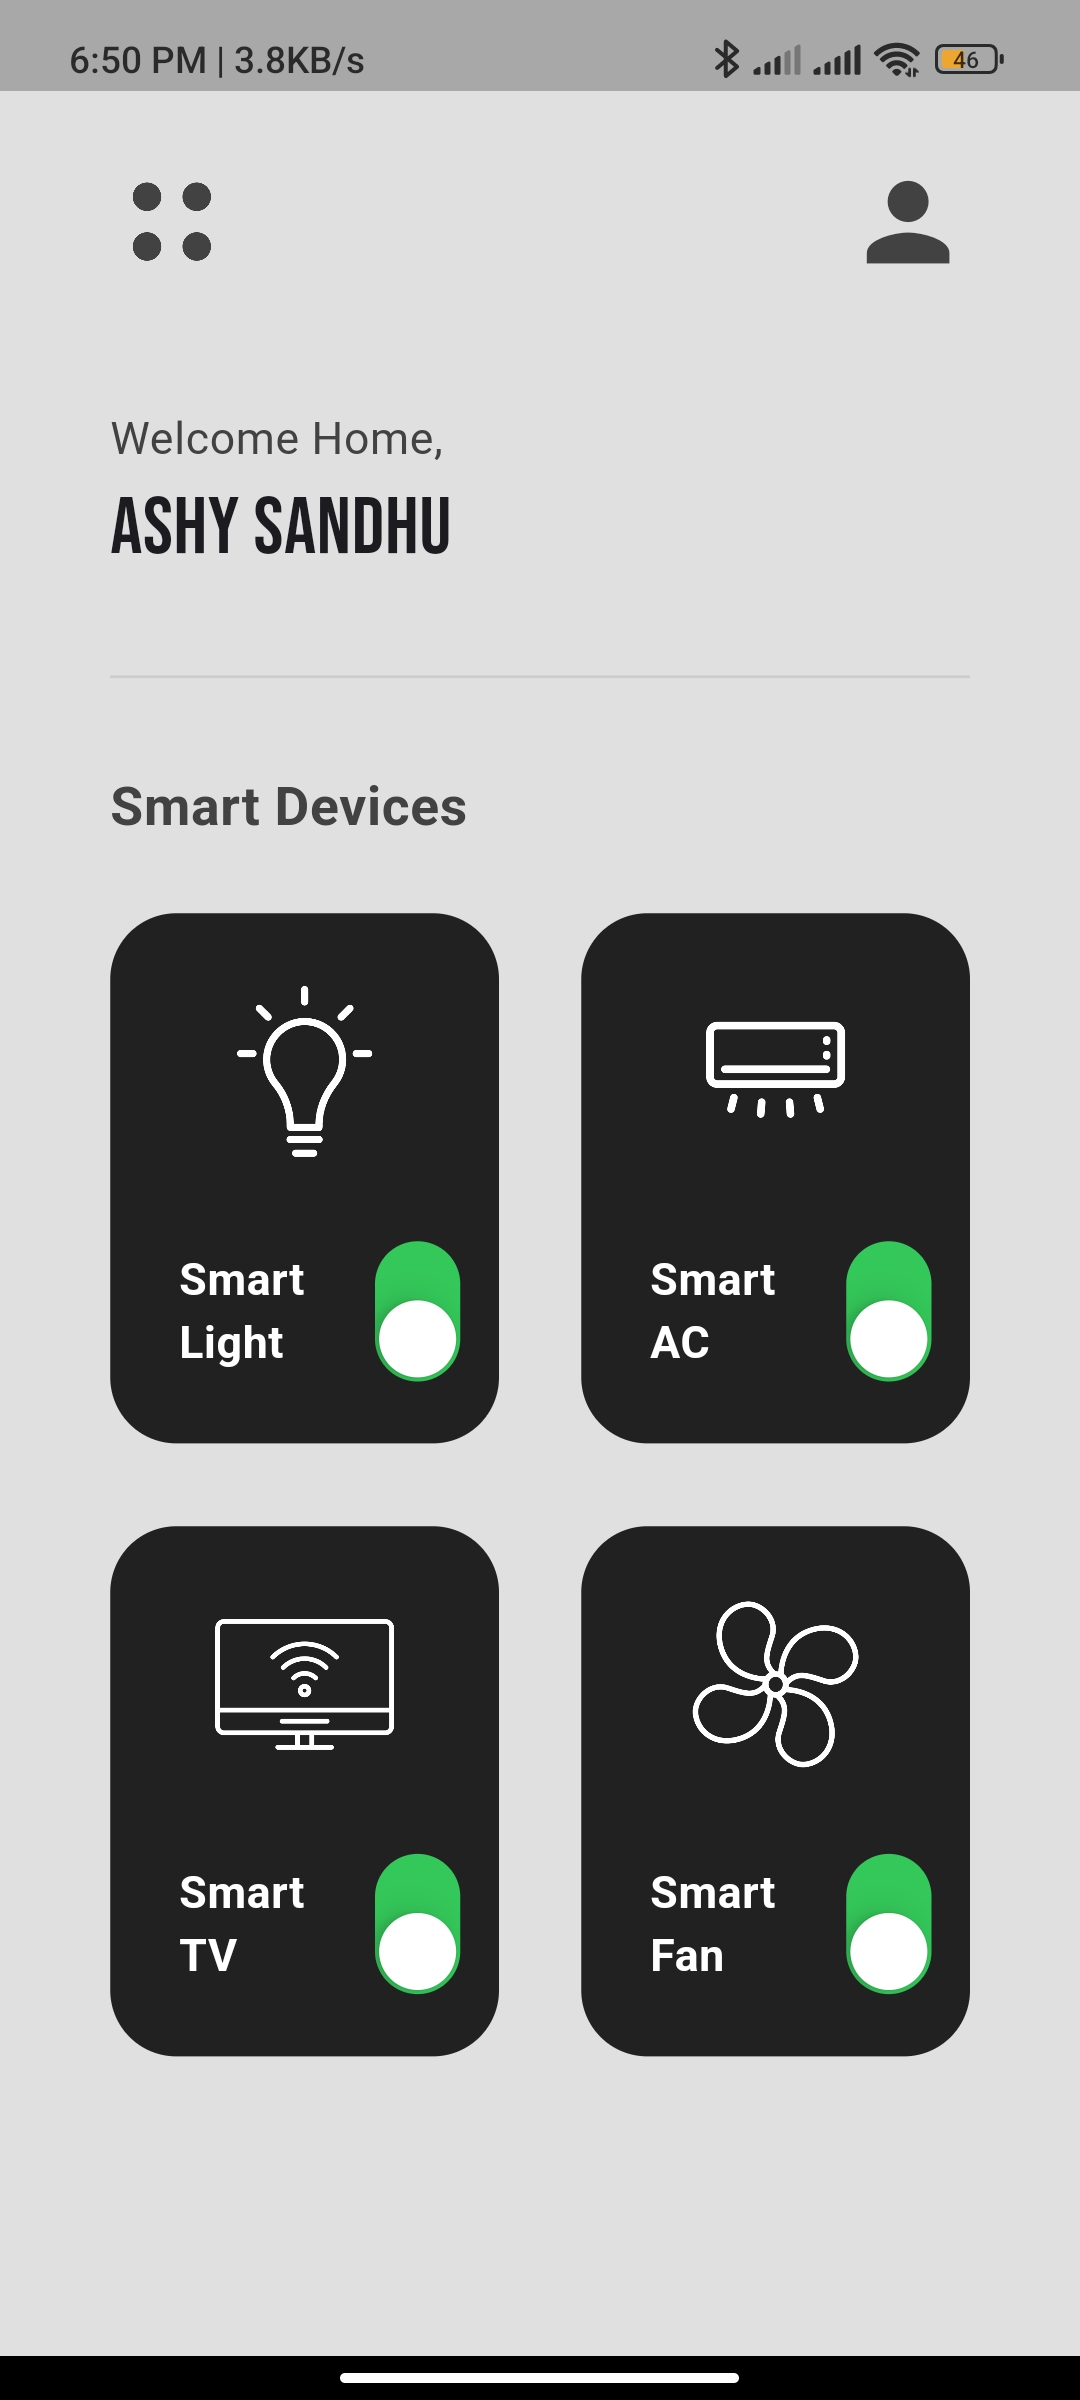 6:50 PM | 3.8KB/s
46
Welcome Home,
ASHY SANDHU
Smart Devices
Smart
Light
Smart
AC
Smart
TV
Smart
Fan